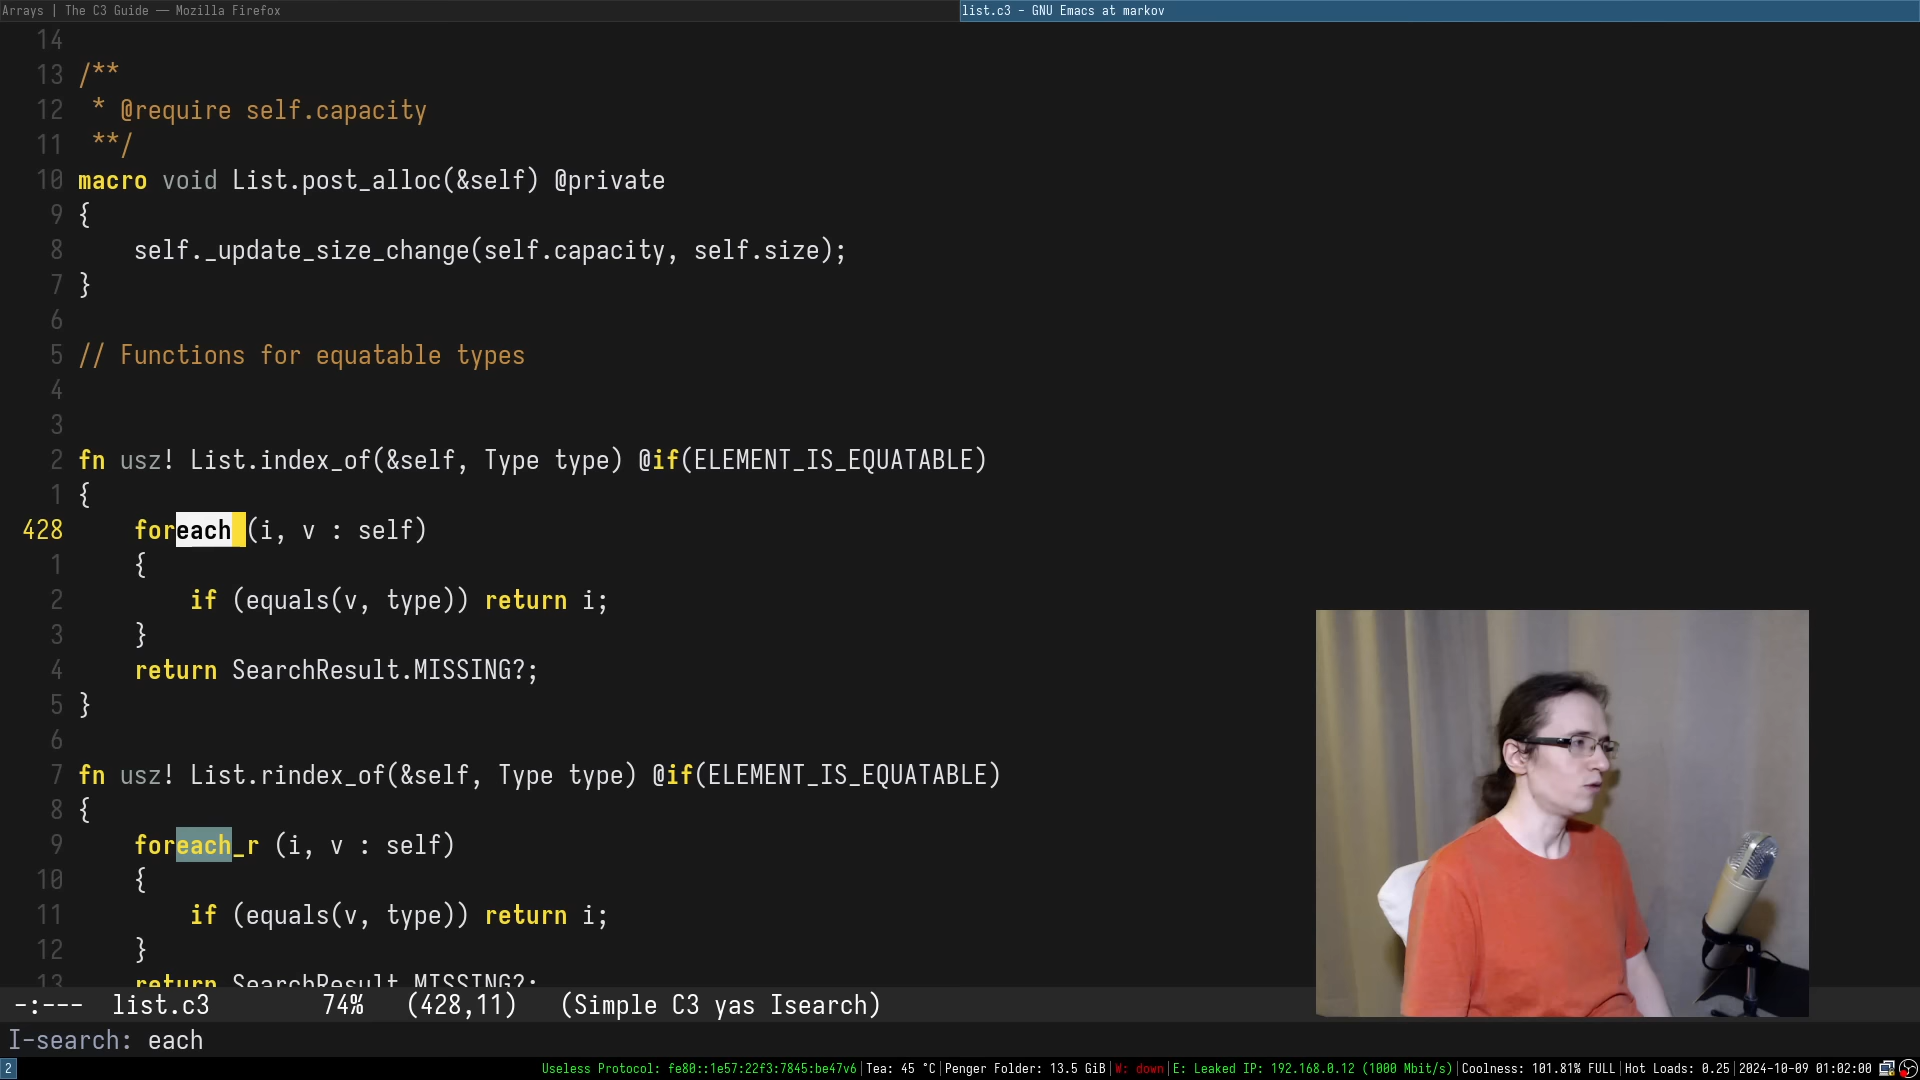 Arrays | The C3 Guide — Mozilla Firefox
list.c3 - GNU Emacs at markov
14
13 /**
12  * @require self.capacity
11  **/
10 macro void List.post_alloc(&self) @private
9 {
8     self._update_size_change(self.capacity, self.size);
7 }
6
5 // Functions for equatable types
4
3
2 fn usz! List.index_of(&self, Type type) @if(ELEMENT_IS_EQUATABLE)
1 {
428     foreach (i, v : self)
1     {
2         if (equals(v, type)) return i;
3     }
4     return SearchResult.MISSING?;
5 }
6
7 fn usz! List.rindex_of(&self, Type type) @if(ELEMENT_IS_EQUATABLE)
8 {
9     foreach_r (i, v : self)
10     {
11         if (equals(v, type)) return i;
12     }
13     return SearchResult.MISSING?;
-:--- list.c3 74% (428,11) (Simple C3 yas Isearch)
I-search: each
2 Useless Protocol: fe80::1e57:22f3:7845:be47v6|Tea: 45 °C|Penger Folder: 13.5 GiB|W: down|E: Leaked IP: 192.168.0.12 (1000 Mbit/s)|Coolness: 101.81% FULL|Hot Loads: 0.25|2024-10-09 01:02:00